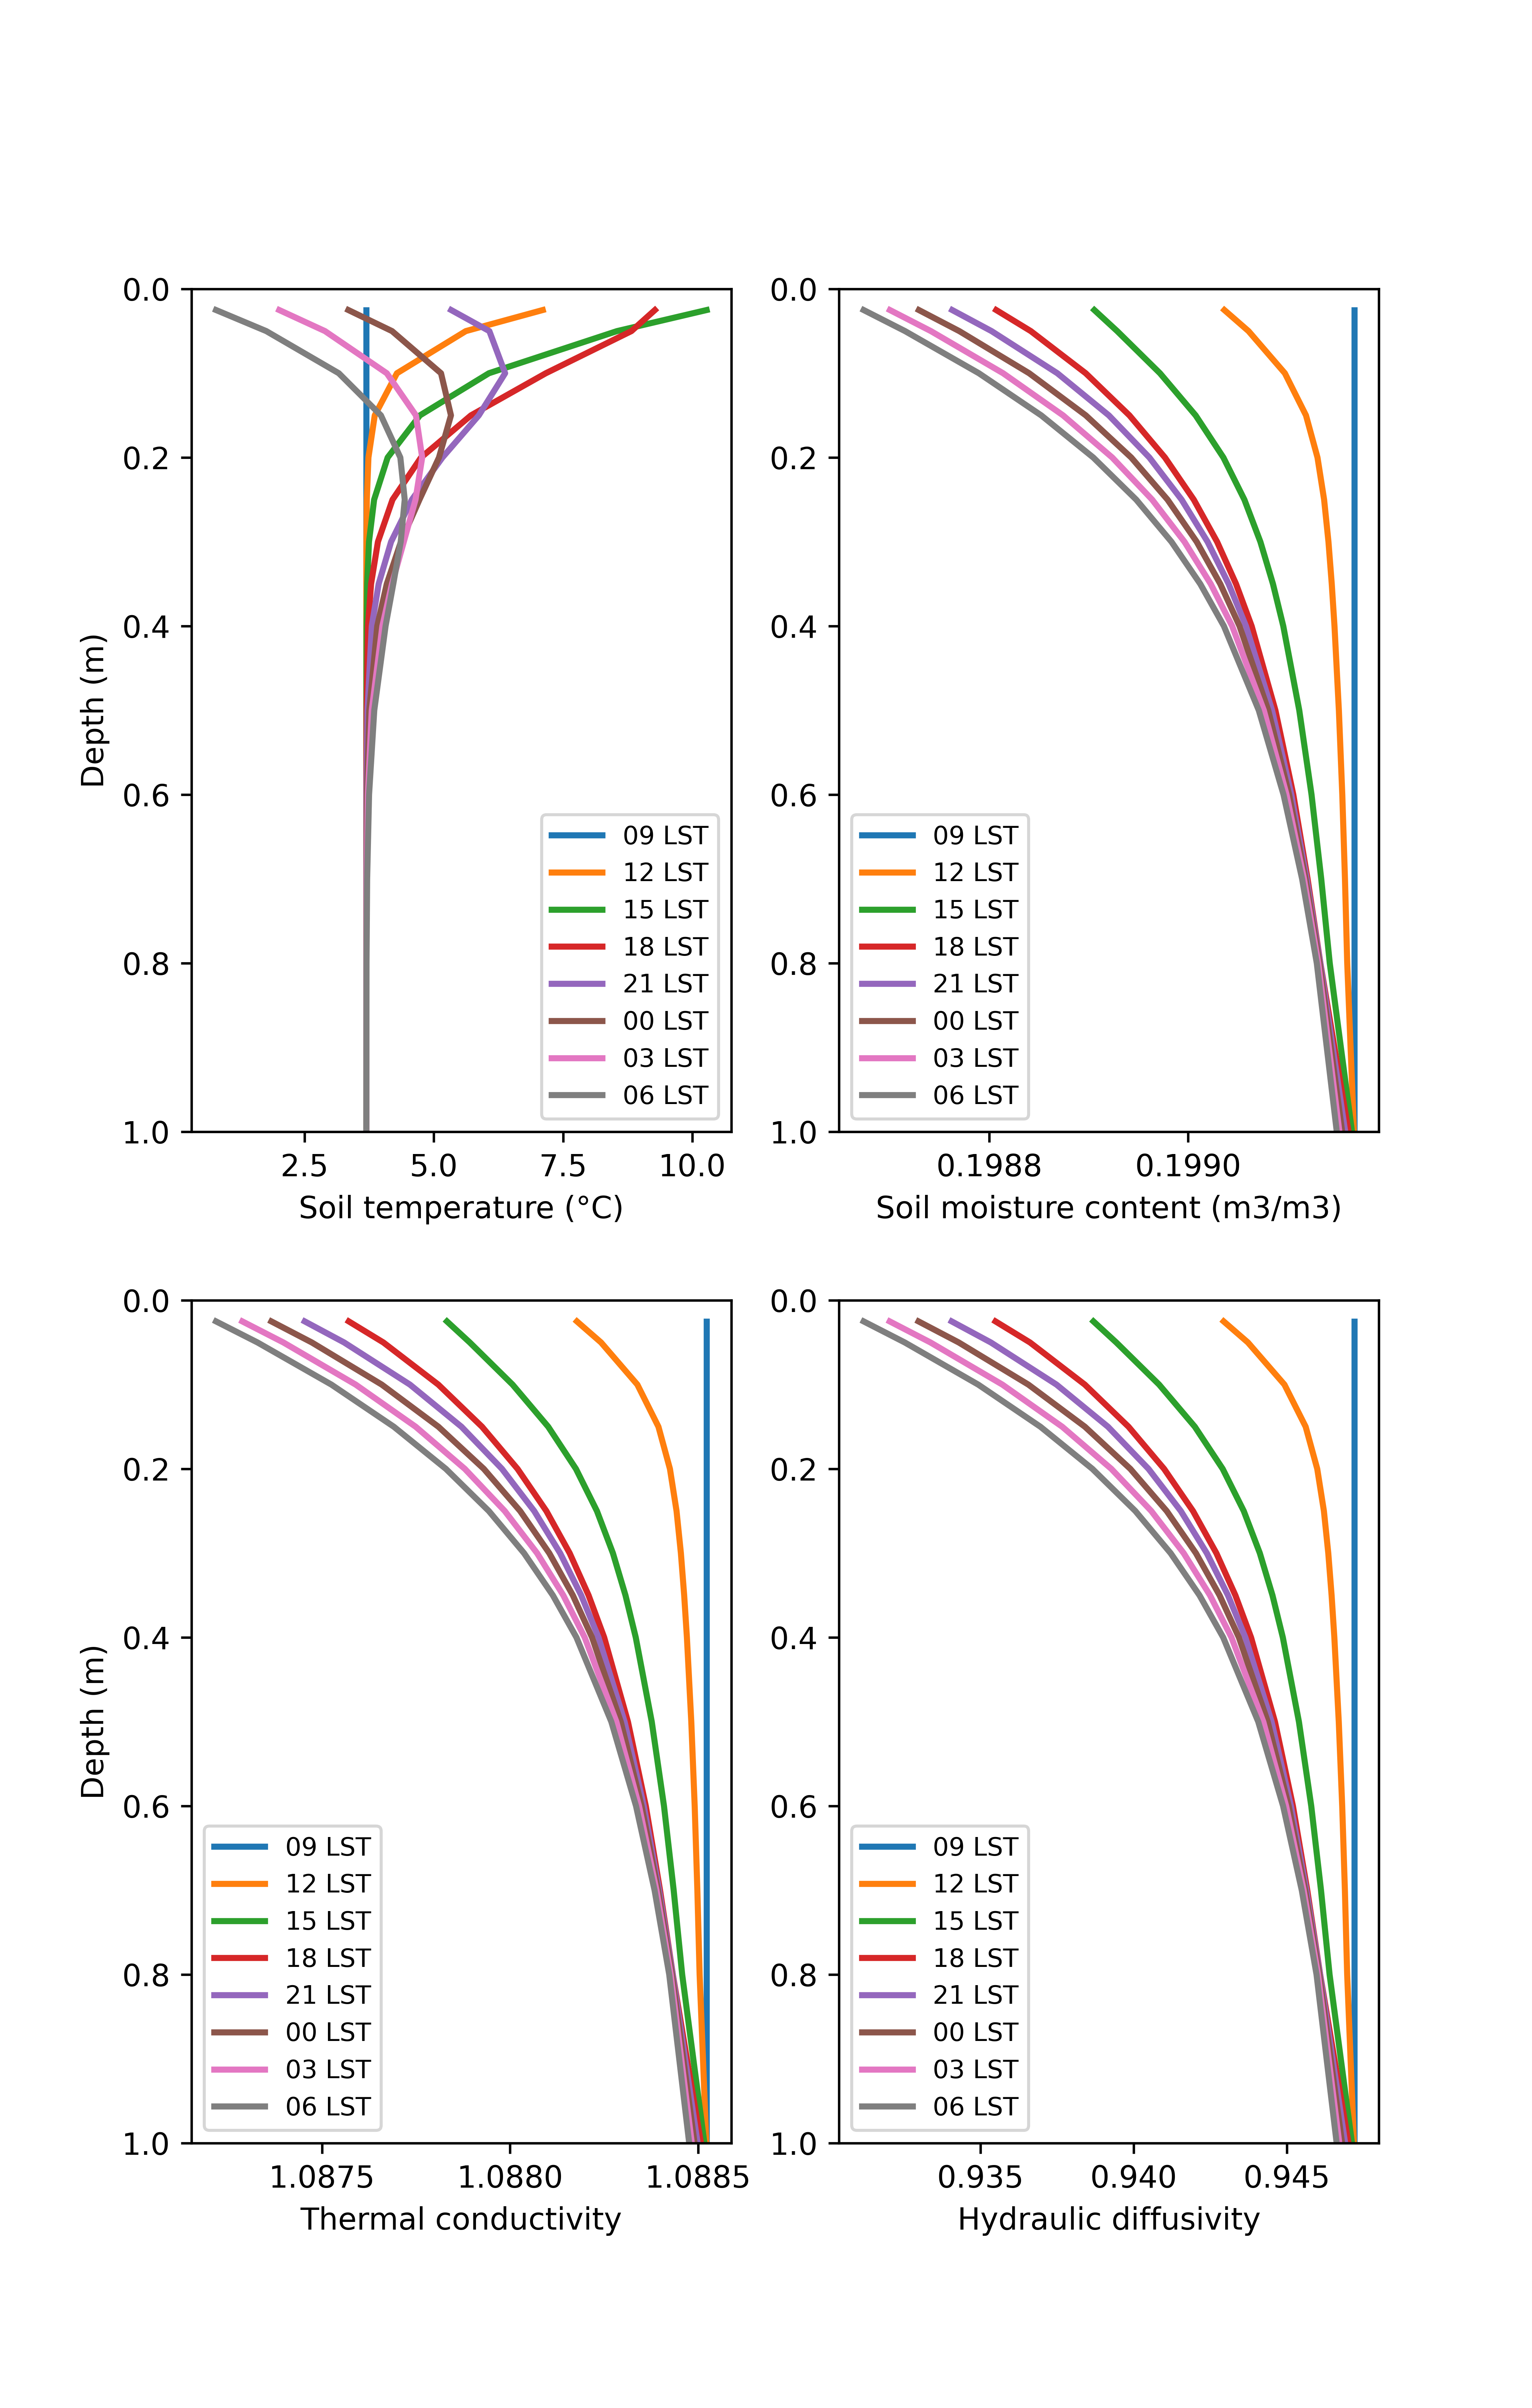 0.0
0.2
0.4
0.6
0.8
1.0
Depth (m)
2.5 5.0 7.5 10.0
Soil temperature (°C)
09 LST
12 LST
15 LST
18 LST
21 LST
00 LST
03 LST
06 LST
0.0
0.2
0.4
0.6
0.8
1.0
0.1988 0.1990
Soil moisture content (m3/m3)
09 LST
12 LST
15 LST
18 LST
21 LST
00 LST
03 LST
06 LST
0.0
0.2
0.4
0.6
0.8
1.0
Depth (m)
1.0875 1.0880 1.0885
Thermal conductivity
09 LST
12 LST
15 LST
18 LST
21 LST
00 LST
03 LST
06 LST
0.0
0.2
0.4
0.6
0.8
1.0
0.935 0.940 0.945
Hydraulic diffusivity
09 LST
12 LST
15 LST
18 LST
21 LST
00 LST
03 LST
06 LST